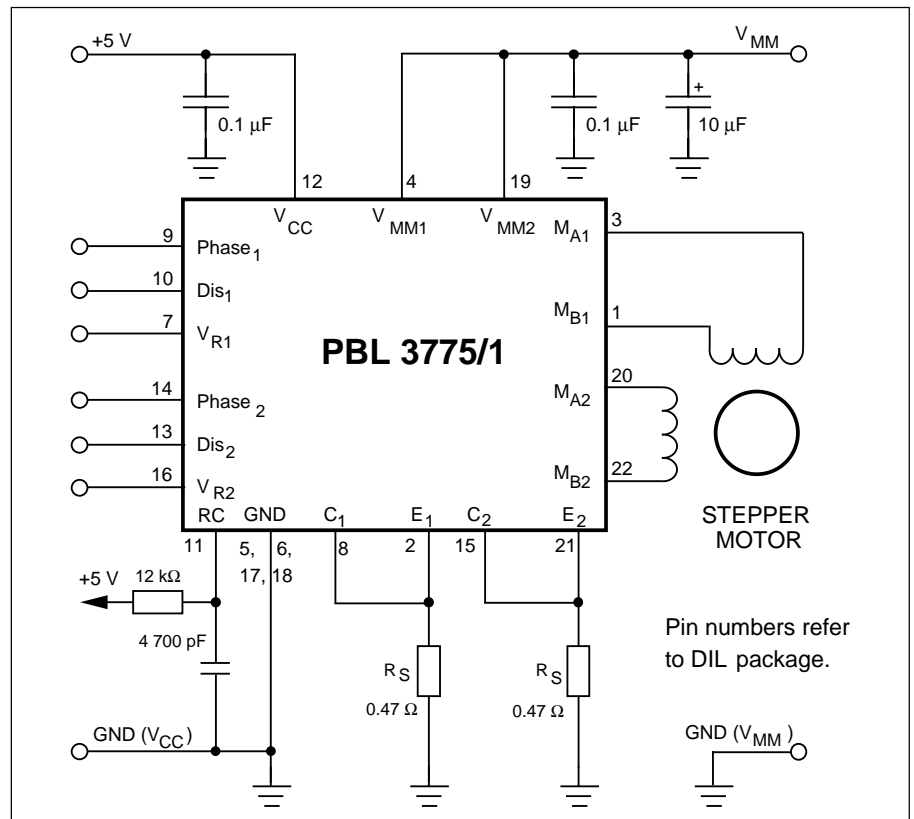 +5 V
V MM
+
0.1 µF
0.1 µF
10 µF
12
4
19
V CC
V MM1
V MM2
M A1
3
9
Phase 1
10
Dis 1
7
V R1
M B1
1
PBL 3775/1
14
Phase 2
13
Dis 2
16
V R2
M A2
20
M B2
22
STEPPER
MOTOR
RC
GND
C 1
E 1
C 2
E 2
11
5,
6,
17, 18
8
2
15
21
+5 V
12 kΩ
4 700 pF
R S
0.47 Ω
R S
0.47 Ω
Pin numbers refer
to DIL package.
GND (V CC)
GND (V MM)